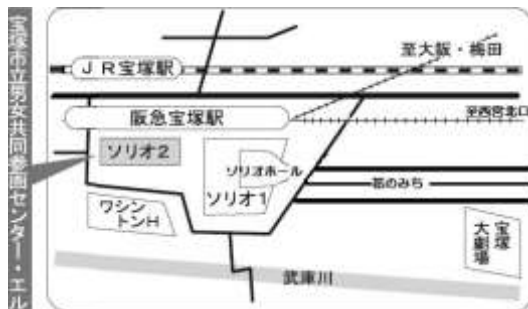 宝塚市立男女共同参画センター・エル
至大阪・梅田
JR宝塚駅
阪急宝塚駅
至西宮北口
ソリオ2
ソリオホール
ソリオ1
花のみち
ワシン
トンH
宝塚
大劇場
武庫川